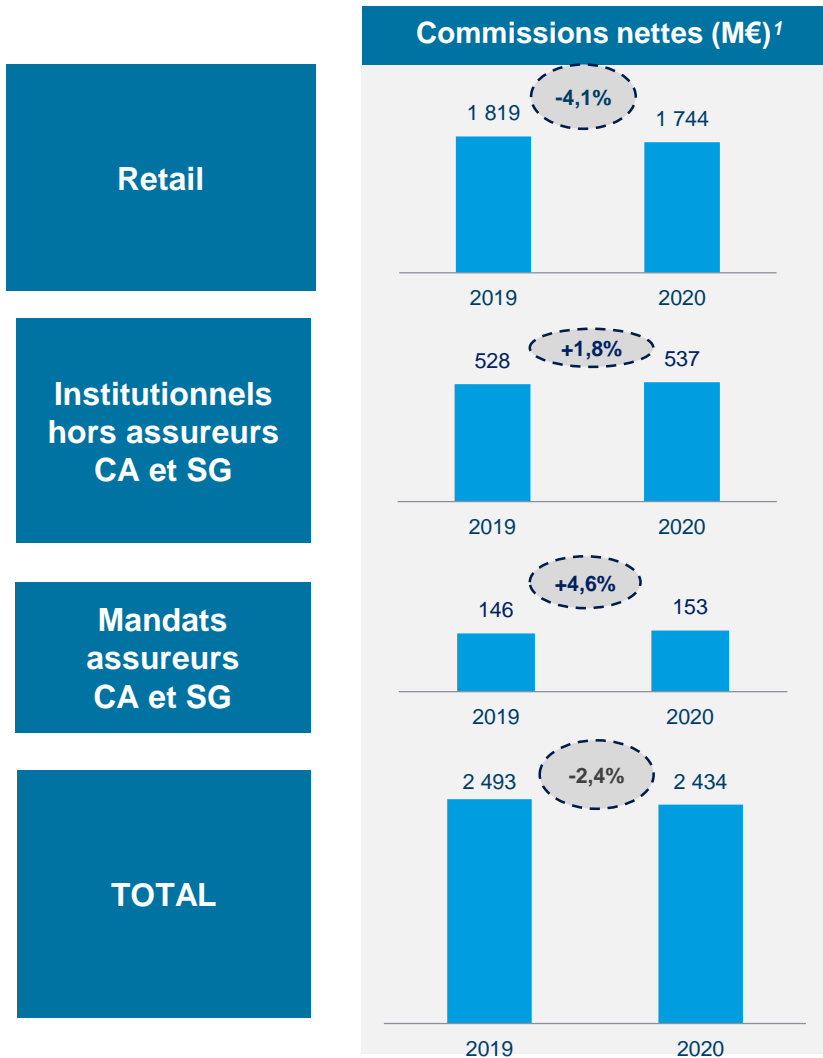 Commissions nettes (M€)¹
Retail
-4,1%
1 819
1 744
2019
2020
Institutionnels
hors assureurs
CA et SG
+1,8%
528
537
2019
2020
Mandats
assureurs
CA et SG
+4,6%
146
153
2019
2020
TOTAL
-2,4%
2 493
2 434
2019
2020